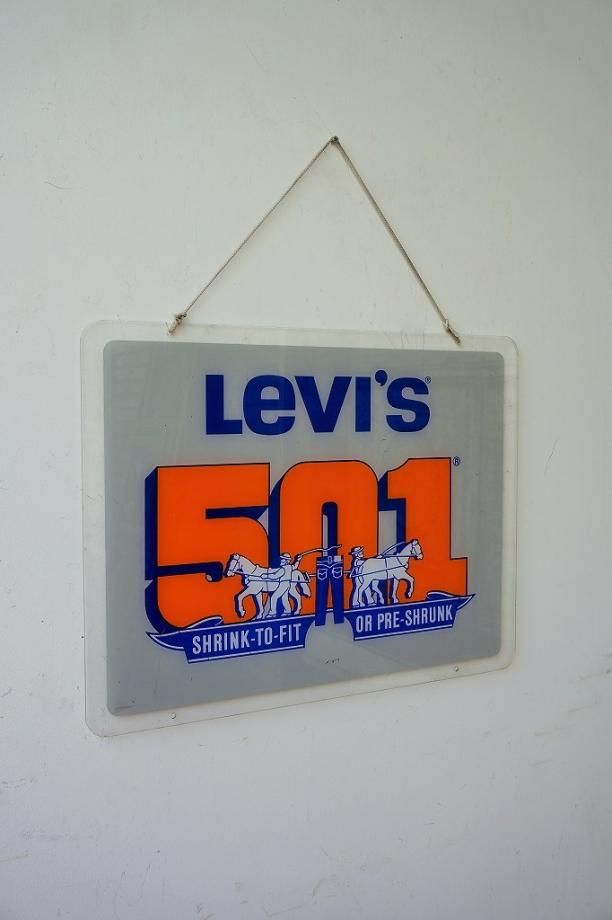 LEVI'S®
501®
SHRINK-TO-FIT OR PRE-SHRUNK